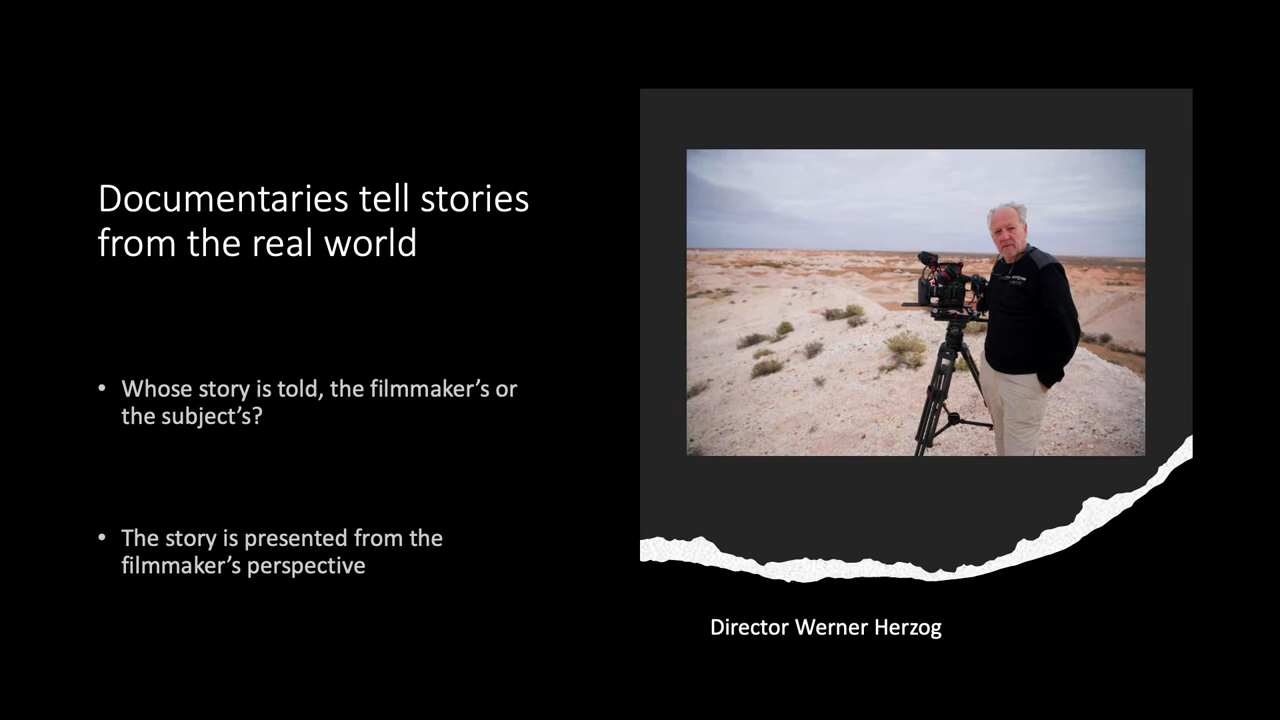 Documentaries tell stories
from the real world
• Whose story is told, the filmmaker’s or
the subject’s?
• The story is presented from the
filmmaker’s perspective
Director Werner Herzog